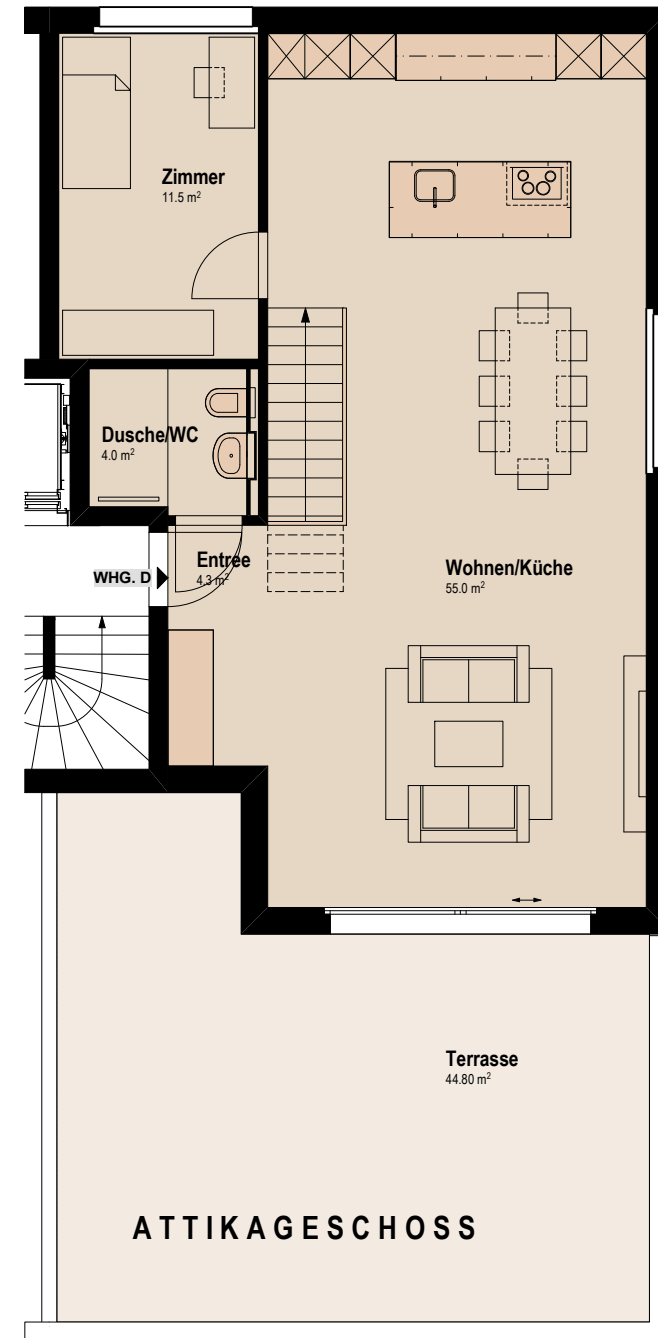 Zimmer
11.5 m²
Dusche/WC
4.0 m²
Entrée
4.3 m²
WHG. D
Wohnen/Küche
55.0 m²
Terrasse
44.80 m²
ATTIKAGESCHOSS